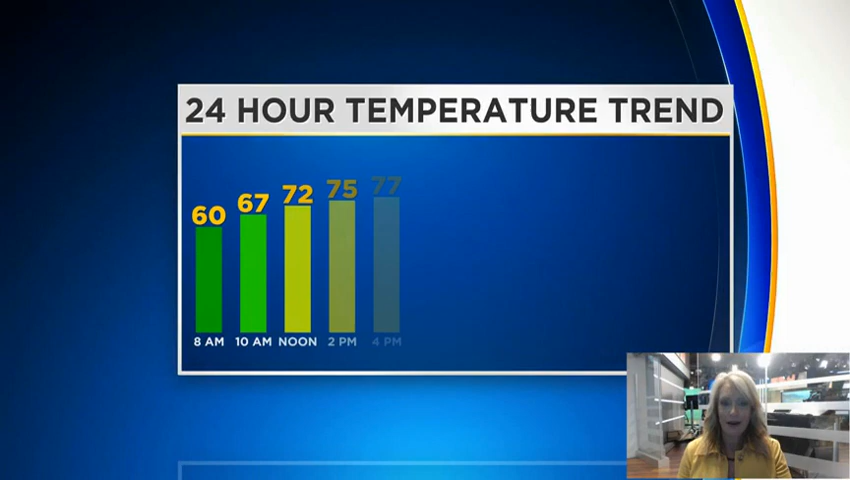 24 HOUR TEMPERATURE TREND
60 67 72 75 77
8 AM 10 AM NOON 2 PM 4 PM